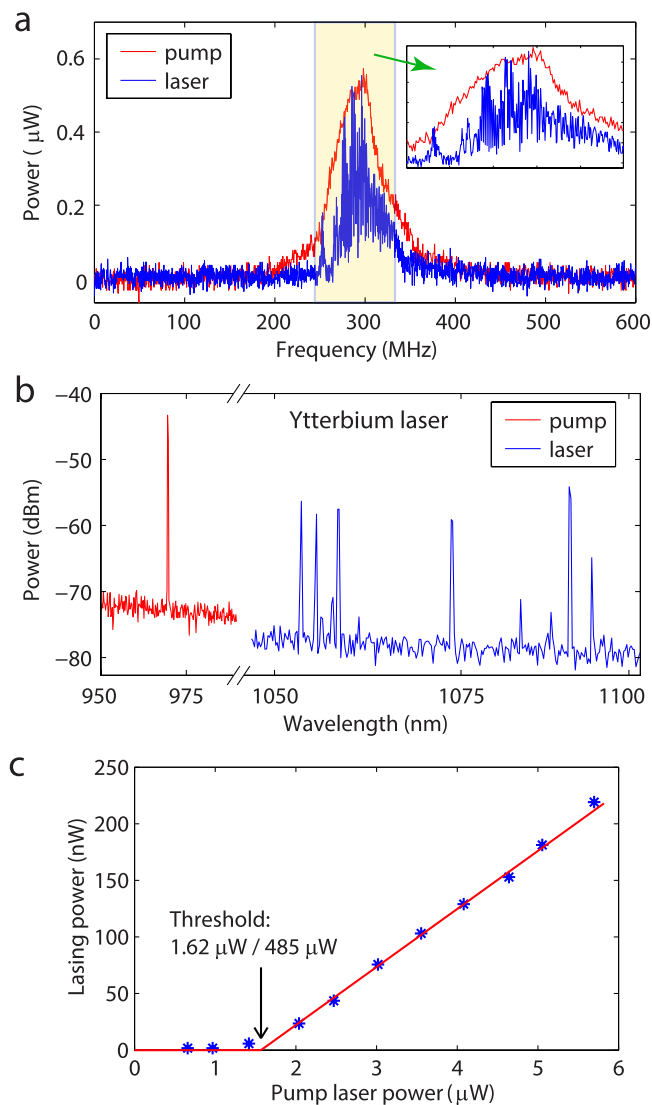 a
0.6
0.4
0.2
0
Power ( μW)
pump
laser
0 100 200 300 400 500 600
Frequency (MHz)
b
−40
−50
−60
−70
−80
Power (dBm)
Ytterbium laser
pump
laser
950 975 1050 1075 1100
Wavelength (nm)
c
250
200
150
100
50
0
Lasing power (nW)
Threshold:
1.62 μW / 485 μW
0 1 2 3 4 5 6
Pump laser power (μW)